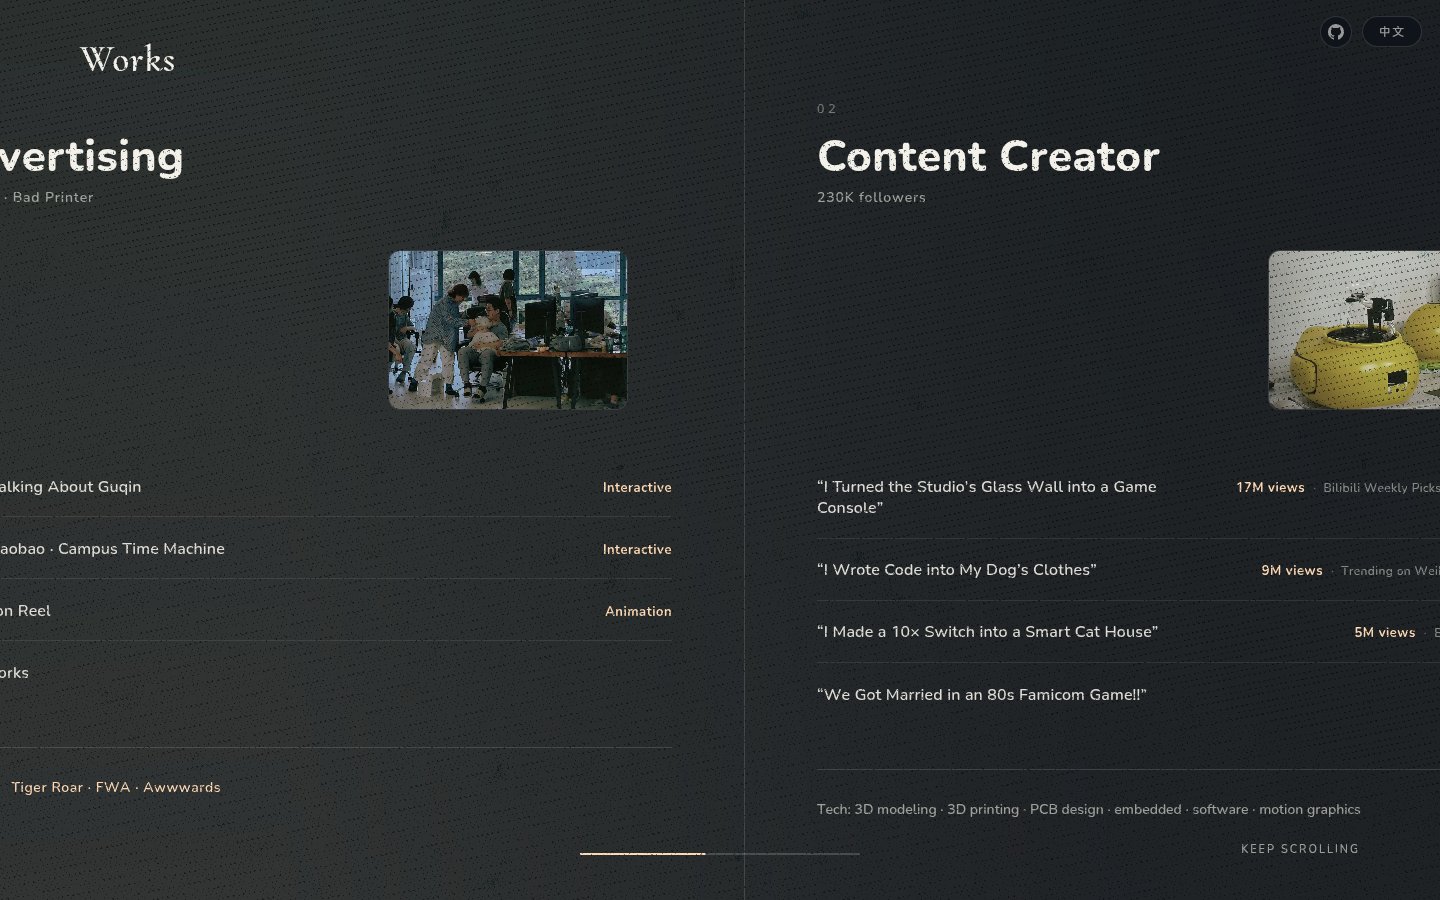 Works
中文
vertising
· Bad Printer
alking About Guqin
Interactive
aobao · Campus Time Machine
Interactive
on Reel
Animation
orks
Tiger Roar · FWA · Awwwards
02
Content Creator
230K followers
“I Turned the Studio’s Glass Wall into a Game
Console”
17M views · Bilibili Weekly Picks
“I Wrote Code into My Dog’s Clothes”
9M views · Trending on Wei
“I Made a 10× Switch into a Smart Cat House”
5M views ·
“We Got Married in an 80s Famicom Game!!”
Tech: 3D modeling · 3D printing · PCB design · embedded · software · motion graphics
KEEP SCROLLING